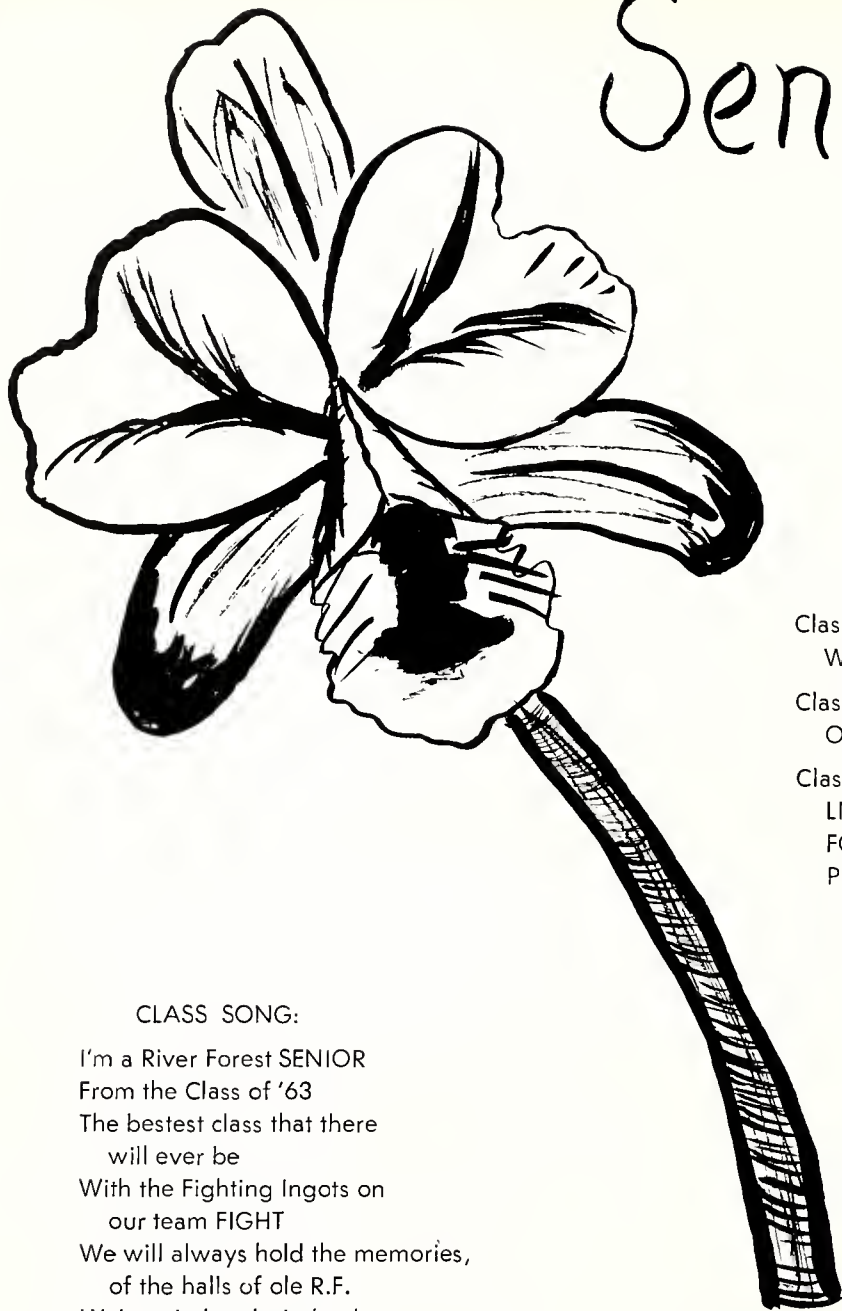 Sen
Clas
W
Clas
O
Clas
LI
FO
P
CLASS SONG:
I'm a River Forest SENIOR
From the Class of '63
The bestest class that there
will ever be
With the Fighting Ingots on
our team FIGHT
We will always hold the memories,
of the halls of ole R.F.